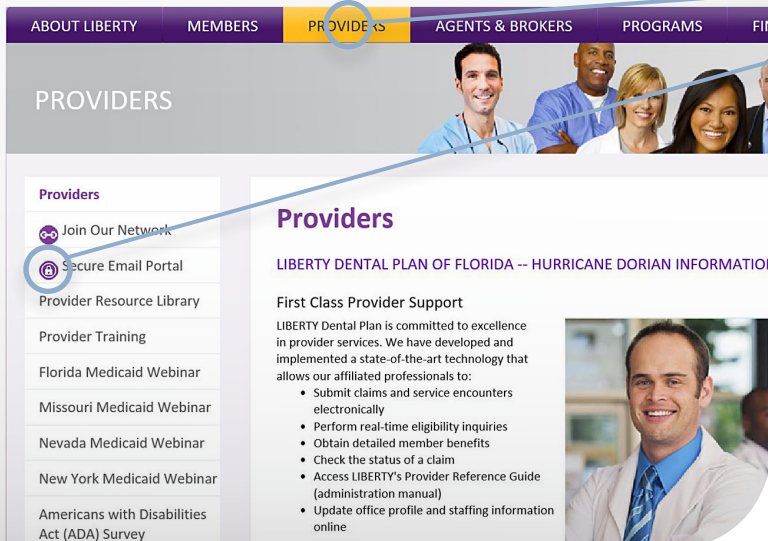 ABOUT LIBERTY MEMBERS PROVIDERS AGENTS & BROKERS PROGRAMS
PROVIDERS
Providers
Join Our Network
Secure Email Portal
Provider Resource Library
Provider Training
Florida Medicaid Webinar
Missouri Medicaid Webinar
Nevada Medicaid Webinar
New York Medicaid Webinar
Americans with Disabilities
Act (ADA) Survey
Providers
LIBERTY DENTAL PLAN OF FLORIDA -- HURRICANE DORIAN INFORMATIO
First Class Provider Support
LIBERTY Dental Plan is committed to excellence
in provider services. We have developed and
implemented a state-of-the-art technology that
allows our affiliated professionals to:
• Submit claims and service encounters
electronically
• Perform real-time eligibility inquiries
• Obtain detailed member benefits
• Check the status of a claim
• Access LIBERTY's Provider Reference Guide
(administration manual)
• Update office profile and staffing information
online